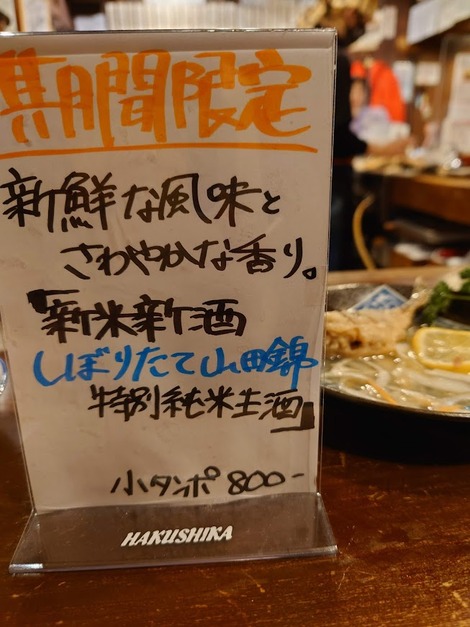 期間限定
新鮮な風味と
さわやかな香り。
『新米新酒
しぼりたて山田錦
特別純米生酒』
小タンポ 800-
HAKUSHIKA